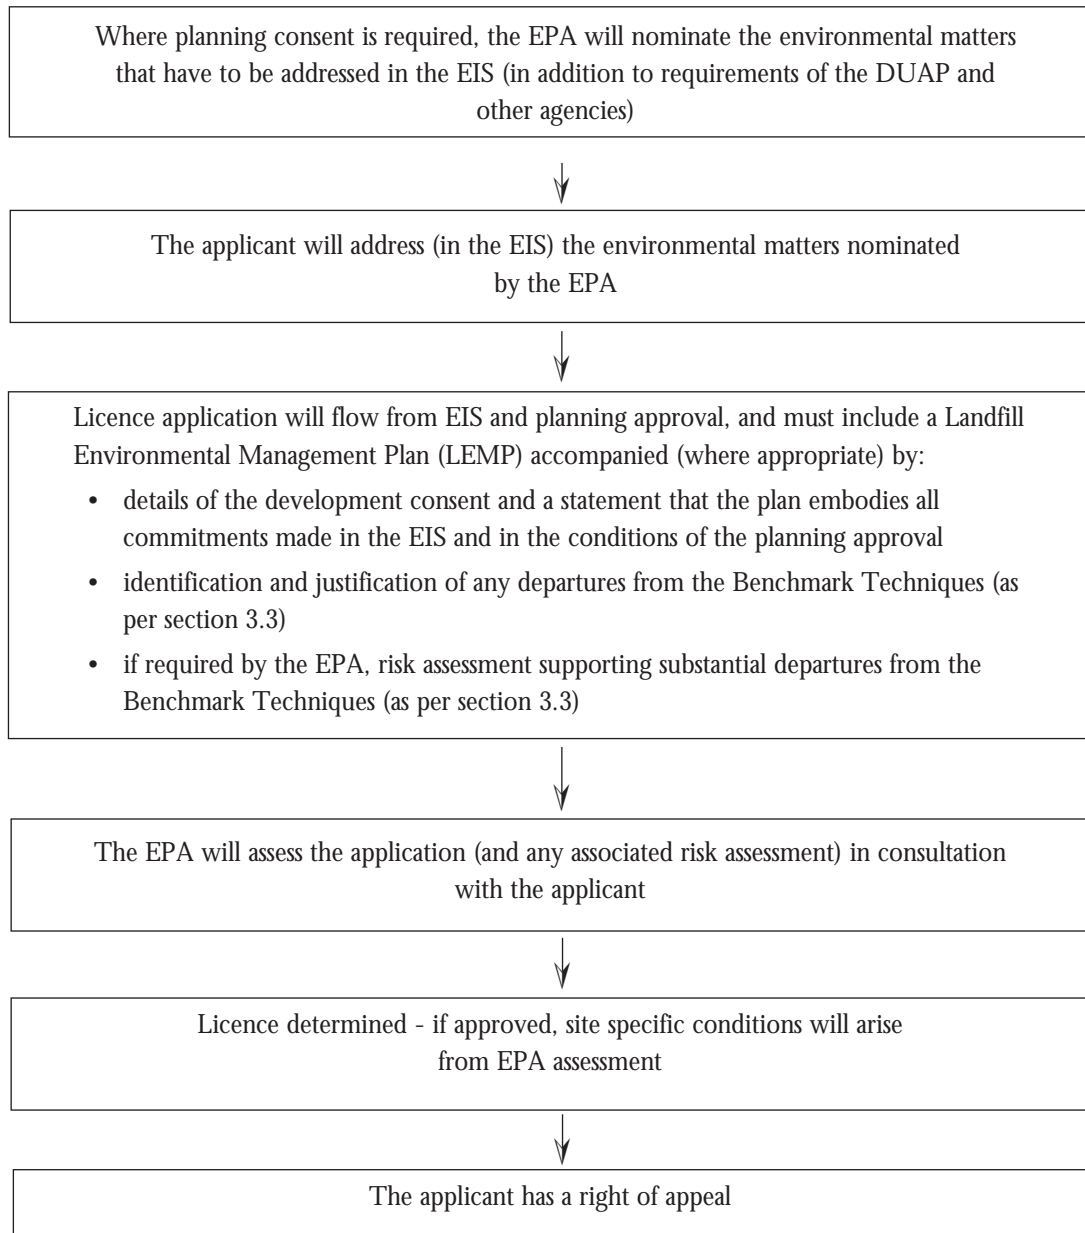 Where planning consent is required, the EPA will nominate the environmental matters
that have to be addressed in the EIS (in addition to requirements of the DUAP and
other agencies)
The applicant will address (in the EIS) the environmental matters nominated
by the EPA
Licence application will flow from EIS and planning approval, and must include a Landfill
Environmental Management Plan (LEMP) accompanied (where appropriate) by:
• details of the development consent and a statement that the plan embodies all
commitments made in the EIS and in the conditions of the planning approval
• identification and justification of any departures from the Benchmark Techniques (as
per section 3.3)
• if required by the EPA, risk assessment supporting substantial departures from the
Benchmark Techniques (as per section 3.3)
The EPA will assess the application (and any associated risk assessment) in consultation
with the applicant
Licence determined - if approved, site specific conditions will arise
from EPA assessment
The applicant has a right of appeal